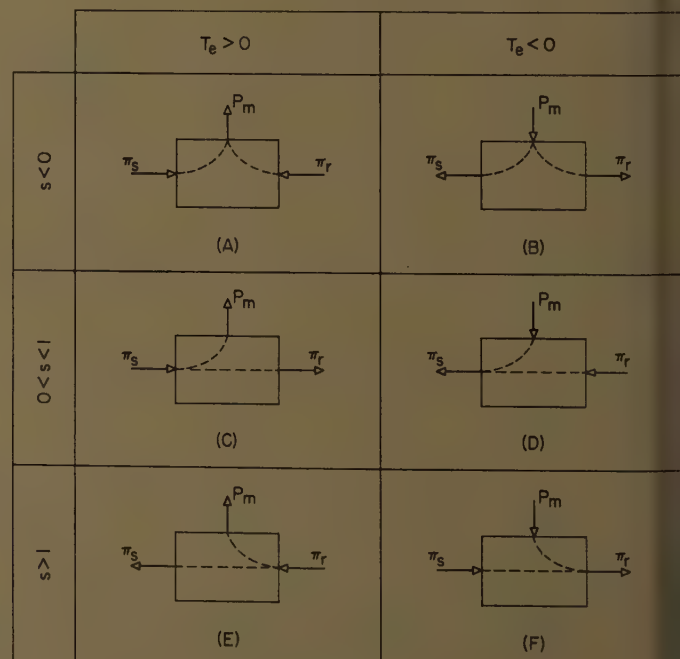 T_e > 0
T_e < 0
s < 0
P_m
π_s
π_r
(A)
P_m
π_s
π_r
(B)
0 < s < 1
P_m
π_s
π_r
(C)
P_m
π_s
π_r
(D)
s > 1
P_m
π_s
π_r
(E)
P_m
π_s
π_r
(F)